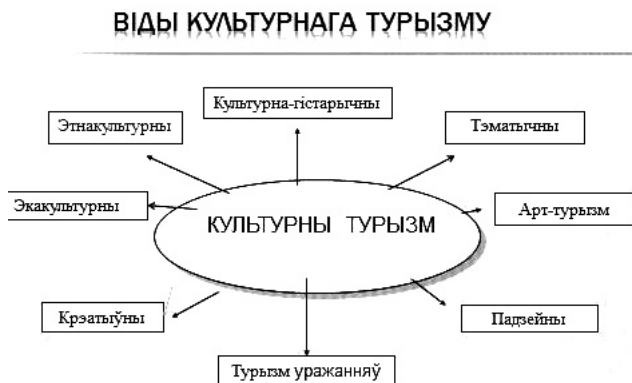 ВІДЫ КУЛЬТУРНАГА ТУРЫЗМУ
Культурна-гістарычны
Этнакультурны
Тэматычны
Экакультурны
КУЛЬТУРНЫ ТУРЫЗМ
Арт-турызм
Крэатыўны
Падзейны
Турызм уражанняў